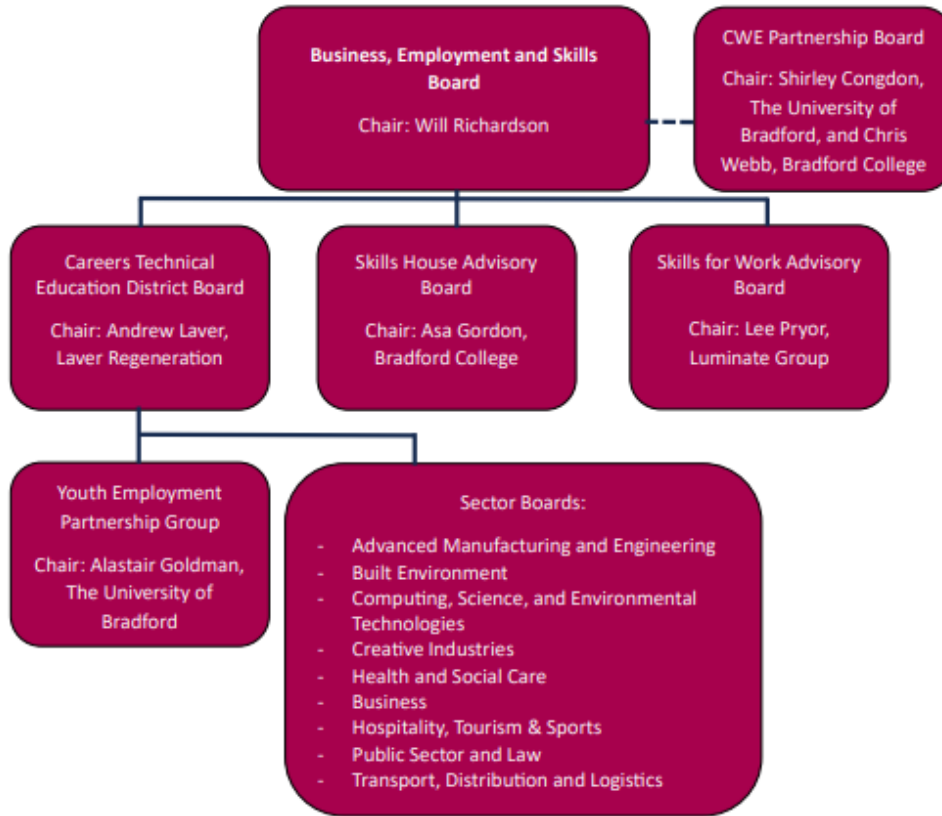 Business, Employment and Skills
Board
Chair: Will Richardson
CWE Partnership Board
Chair: Shirley Congdon,
The University of
Bradford, and Chris
Webb, Bradford College
Careers Technical
Education District Board
Chair: Andrew Laver,
Laver Regeneration
Skills House Advisory
Board
Chair: Asa Gordon,
Bradford College
Skills for Work Advisory
Board
Chair: Lee Pryor,
Luminate Group
Youth Employment
Partnership Group
Chair: Alastair Goldman,
The University of
Bradford
Sector Boards:
- Advanced Manufacturing and Engineering
- Built Environment
- Computing, Science, and Environmental
Technologies
- Creative Industries
- Health and Social Care
- Business
- Hospitality, Tourism & Sports
- Public Sector and Law
- Transport, Distribution and Logistics